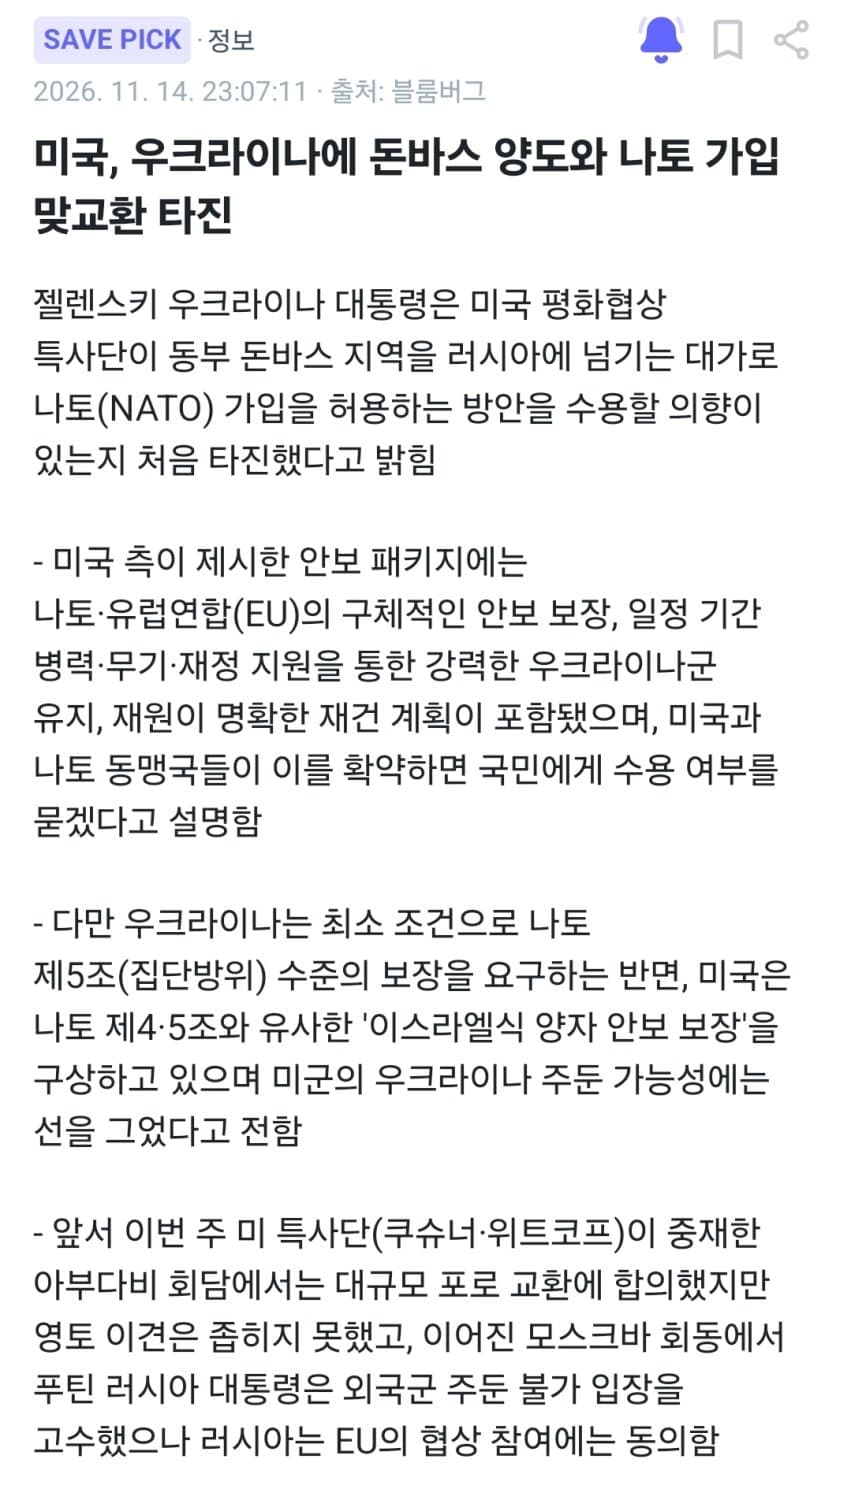 SAVE PICK · 정보
2026. 11. 14. 23:07:11 · 출처: 블룸버그
미국, 우크라이나에 돈바스 양도와 나토 가입
맞교환 타진
젤렌스키 우크라이나 대통령은 미국 평화협상
특사단이 동부 돈바스 지역을 러시아에 넘기는 대가로
나토(NATO) 가입을 허용하는 방안을 수용할 의향이
있는지 처음 타진했다고 밝힘
- 미국 측이 제시한 안보 패키지에는
나토·유럽연합(EU)의 구체적인 안보 보장, 일정 기간
병력·무기·재정 지원을 통한 강력한 우크라이나군
유지, 재원이 명확한 재건 계획이 포함됐으며, 미국과
나토 동맹국들이 이를 확약하면 국민에게 수용 여부를
묻겠다고 설명함
- 다만 우크라이나는 최소 조건으로 나토
제5조(집단방위) 수준의 보장을 요구하는 반면, 미국은
나토 제4·5조와 유사한 '이스라엘식 양자 안보 보장'을
구상하고 있으며 미군의 우크라이나 주둔 가능성에는
선을 그었다고 전함
- 앞서 이번 주 미 특사단(쿠슈너·위트코프)이 중재한
아부다비 회담에서는 대규모 포로 교환에 합의했지만
영토 이견은 좁히지 못했고, 이어진 모스크바 회동에서
푸틴 러시아 대통령은 외국군 주둔 불가 입장을
고수했으나 러시아는 EU의 협상 참여에는 동의함